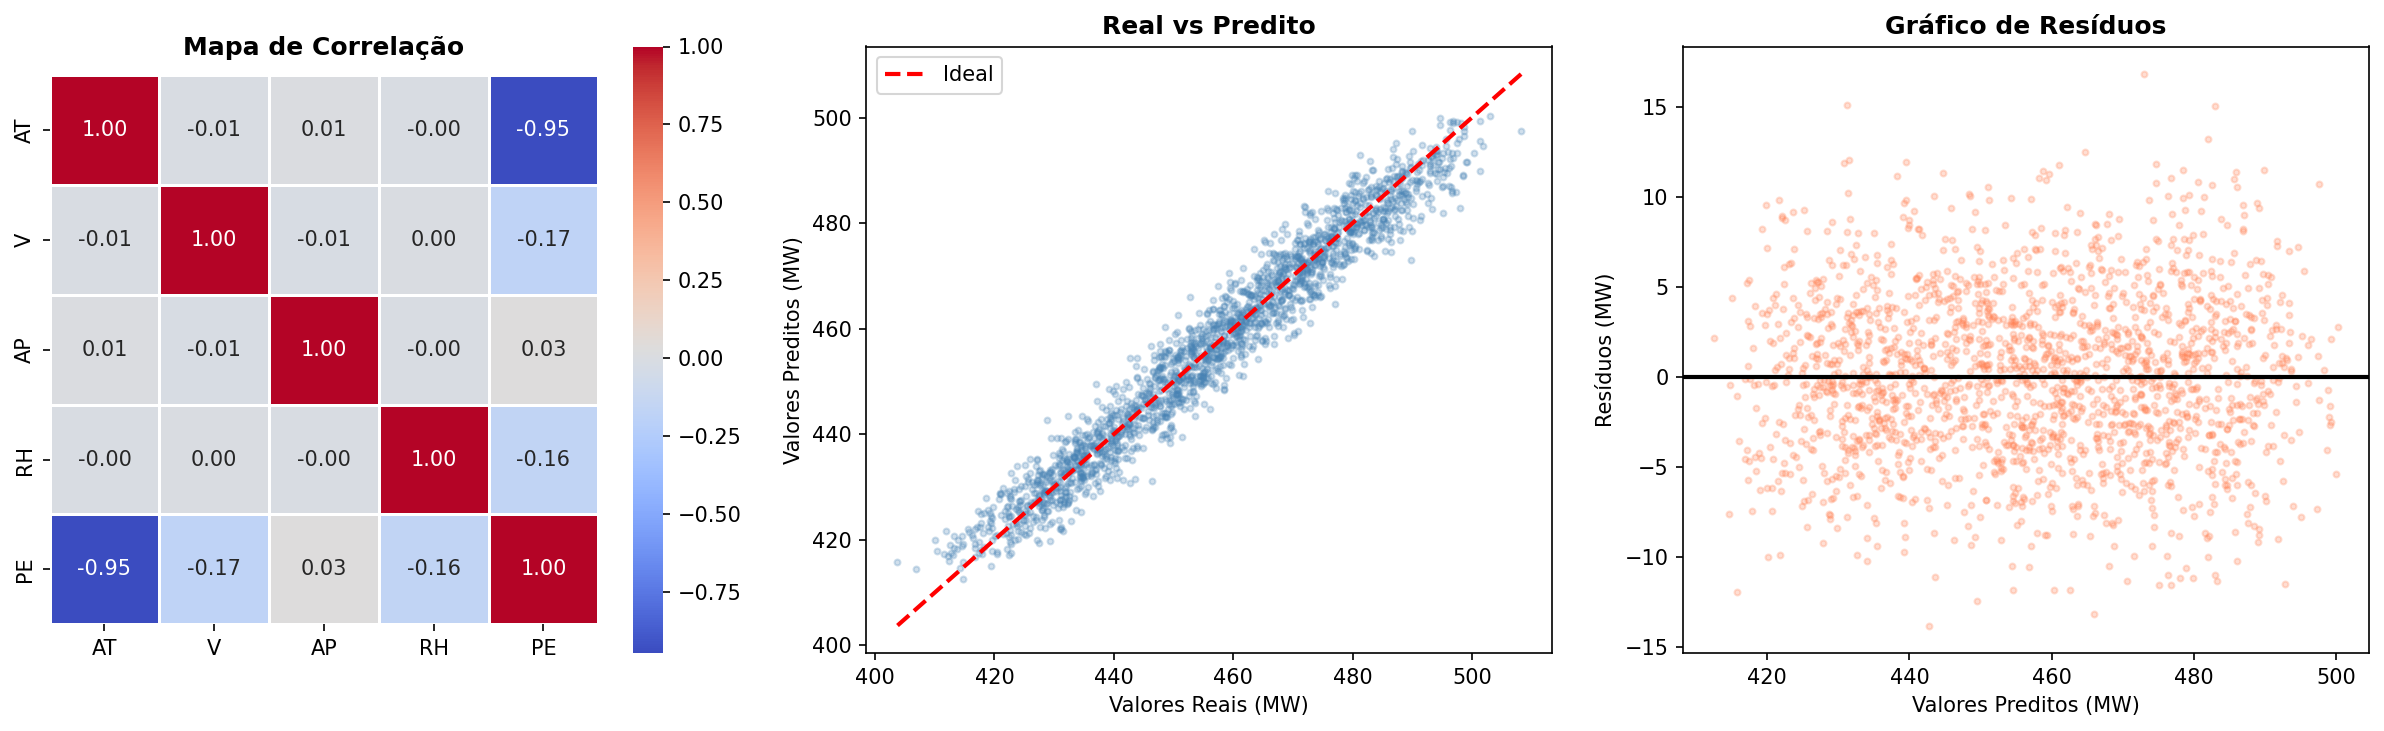 Mapa de Correlação
AT 1.00 -0.01 0.01 -0.00 -0.95
V -0.01 1.00 -0.01 0.00 -0.17
AP 0.01 -0.01 1.00 -0.00 0.03
RH -0.00 0.00 -0.00 1.00 -0.16
PE -0.95 -0.17 0.03 -0.16 1.00
AT V AP RH PE
1.00
0.75
0.50
0.25
0.00
−0.25
−0.50
−0.75
Real vs Predito
Ideal
Valores Preditos (MW)
500
480
460
440
420
400
400 420 440 460 480 500
Valores Reais (MW)
Gráfico de Resíduos
Resíduos (MW)
15
10
5
0
−5
−10
−15
420 440 460 480 500
Valores Preditos (MW)